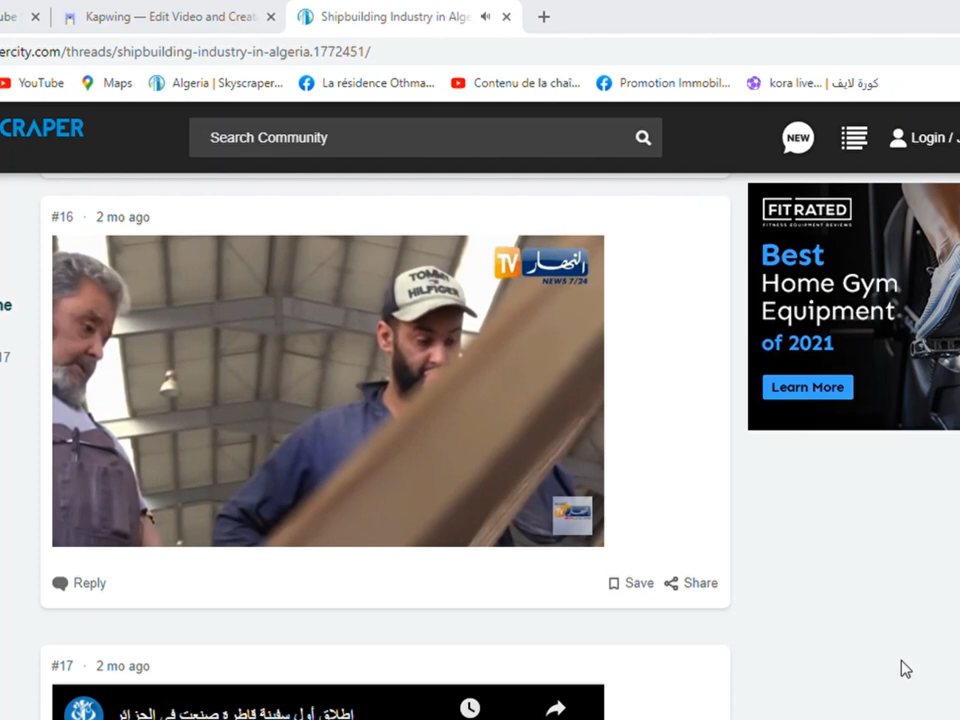 Kapwing — Edit Video and Creat
Shipbuilding Industry in Alge
ercity.com/threads/shipbuilding-industry-in-algeria.1772451/
YouTube
Maps
Algeria | Skyscraper...
La résidence Othma...
Contenu de la chaî...
Promotion Immobil...
kora live... | كورة لايف
CRAPER
Search Community
NEW
Login /
#16 · 2 mo ago
TOMMY
HILFIGER
TV النهار
NEWS 7/24
FITRATED
FITNESS EQUIPMENT REVIEWS
Best
Home Gym
Equipment
of 2021
Learn More
Reply
Save
Share
#17 · 2 mo ago
إطلاق أول سفينة قاطرة صنعت في الجزائر